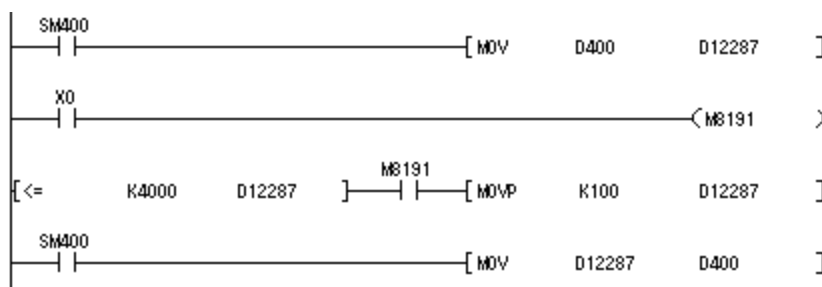 SM400
[ MOV D400 D12287 ]
X0
( M8191 )
M8191
[ <= K4000 D12287 ] [ MOVP K100 D12287 ]
SM400
[ MOV D12287 D400 ]